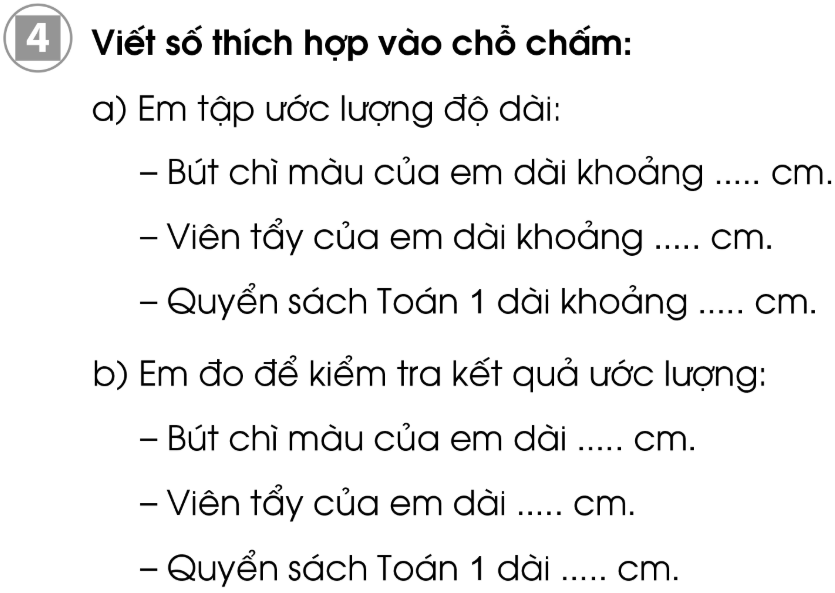 4 Viết số thích hợp vào chỗ chấm:
a) Em tập ước lượng độ dài:
– Bút chì màu của em dài khoảng ..... cm.
– Viên tẩy của em dài khoảng ..... cm.
– Quyển sách Toán 1 dài khoảng ..... cm.
b) Em đo để kiểm tra kết quả ước lượng:
– Bút chì màu của em dài ..... cm.
– Viên tẩy của em dài ..... cm.
– Quyển sách Toán 1 dài ..... cm.